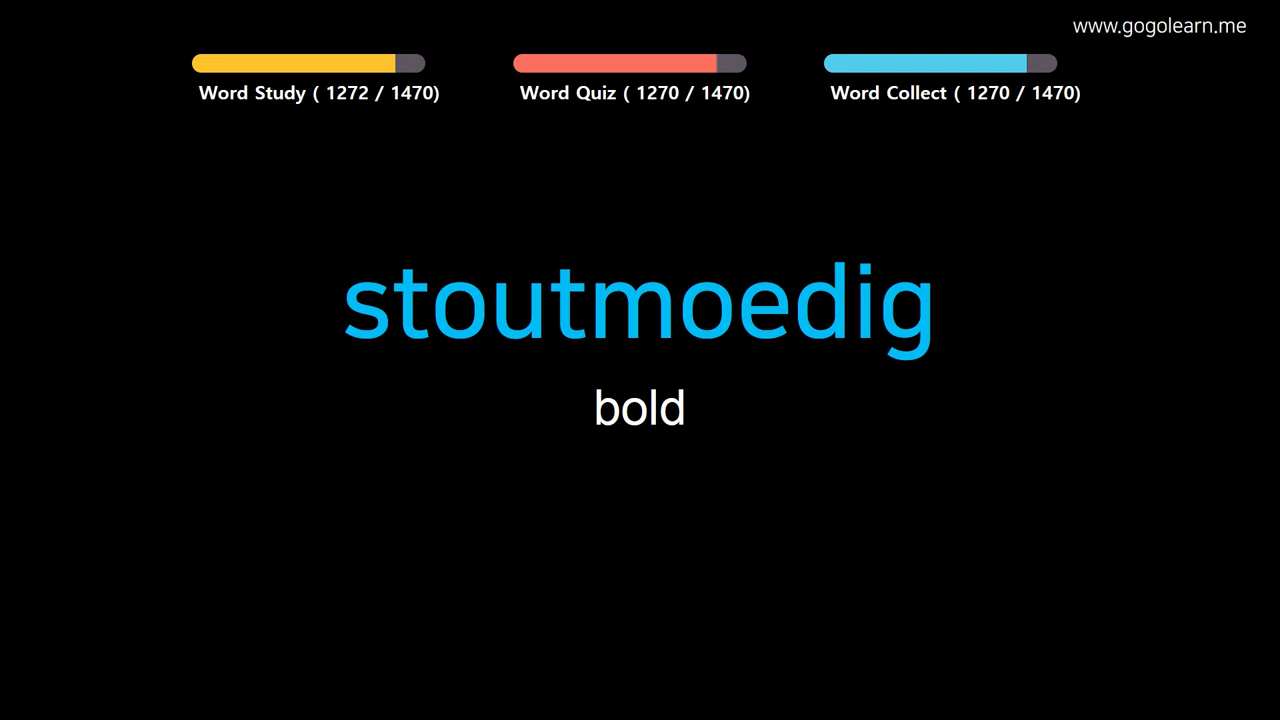 www.gogolearn.me
Word Study ( 1272 / 1470)
Word Quiz ( 1270 / 1470)
Word Collect ( 1270 / 1470)
stoutmoedig
bold